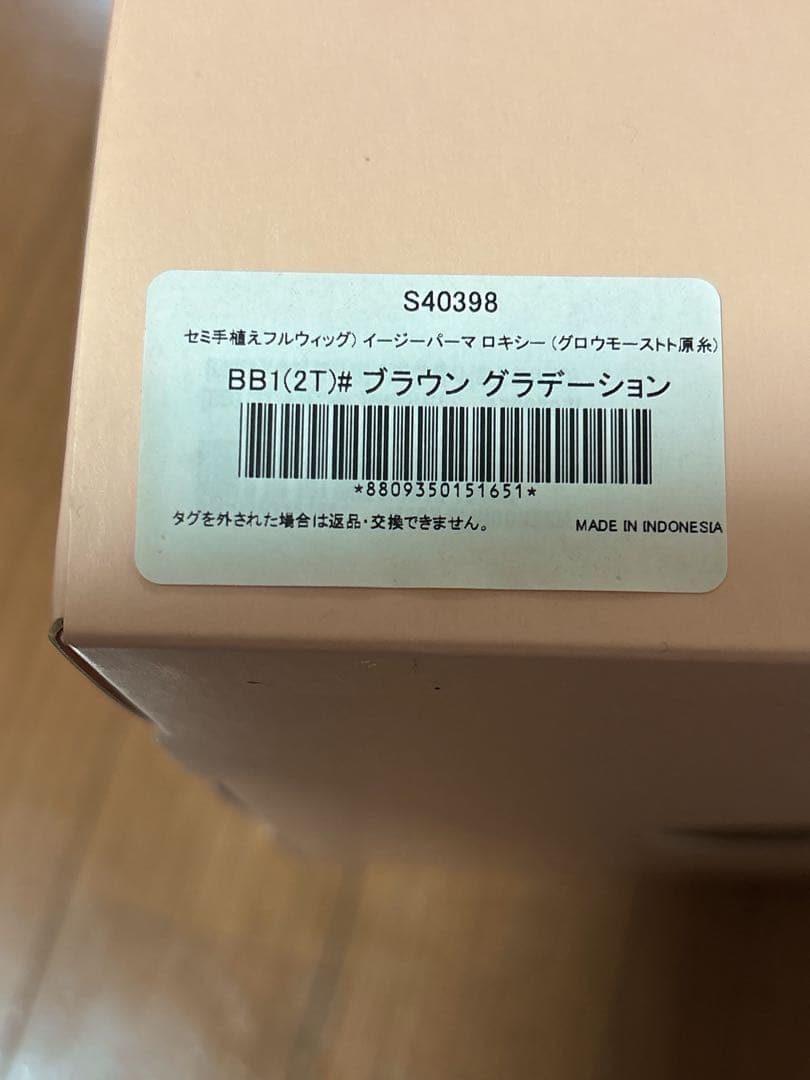 S40398
セミ手植えフルウィッグ) イージーパーマ ロキシー (グロウモーストト原糸)
BB1(2T)# ブラウン グラデーション
*8809350151651*
タグを外された場合は返品・交換できません。
MADE IN INDONESIA